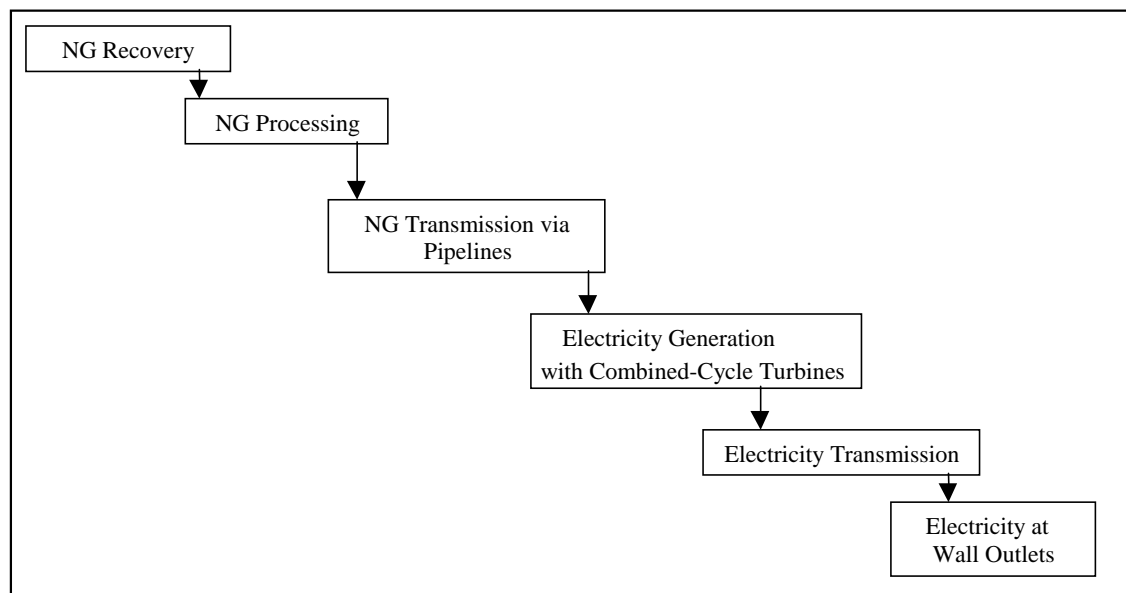 NG Recovery
NG Processing
NG Transmission via
Pipelines
Electricity Generation
with Combined-Cycle Turbines
Electricity Transmission
Electricity at
Wall Outlets